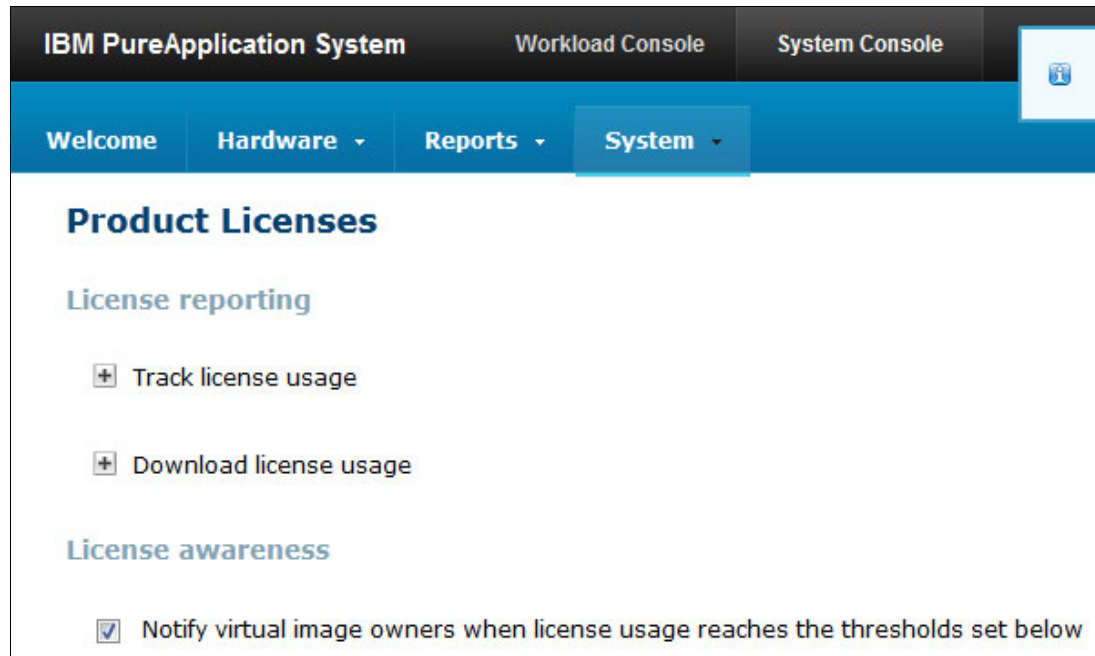 IBM PureApplication System Workload Console System Console
Welcome Hardware Reports System
Product Licenses
License reporting
Track license usage
Download license usage
License awareness
Notify virtual image owners when license usage reaches the thresholds set below